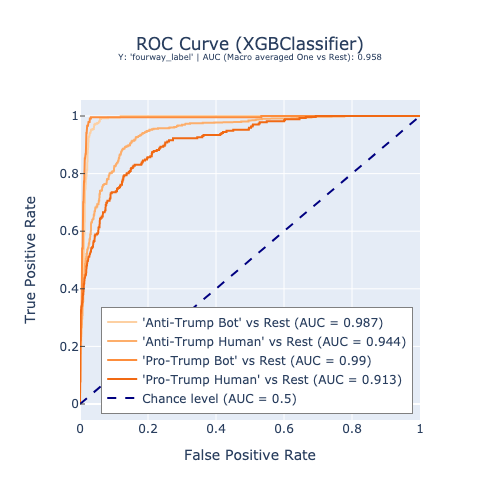 ROC Curve (XGBClassifier)
Y: 'fourway_label' | AUC (Macro averaged One vs Rest): 0.958
True Positive Rate
1
0.8
0.6
0.4
0.2
0
'Anti-Trump Bot' vs Rest (AUC = 0.987)
'Anti-Trump Human' vs Rest (AUC = 0.944)
'Pro-Trump Bot' vs Rest (AUC = 0.99)
'Pro-Trump Human' vs Rest (AUC = 0.913)
Chance level (AUC = 0.5)
0 0.2 0.4 0.6 0.8 1
False Positive Rate